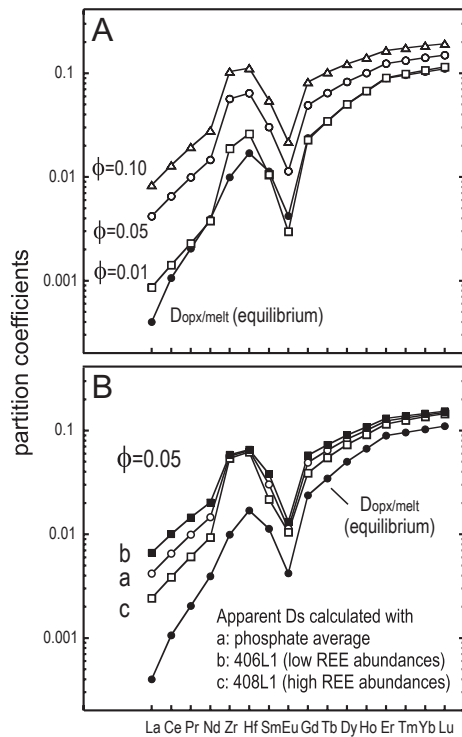 A
0.1
0.01
0.001
ϕ=0.10
ϕ=0.05
ϕ=0.01
Dopx/melt (equilibrium)
partition coefficients
B
ϕ=0.05
0.1
0.01
0.001
Dopx/melt
(equilibrium)
b
a
c
Apparent Ds calculated with
a: phosphate average
b: 406L1 (low REE abundances)
c: 408L1 (high REE abundances)
La Ce Pr Nd Zr Hf Sm Eu Gd Tb Dy Ho Er Tm Yb Lu